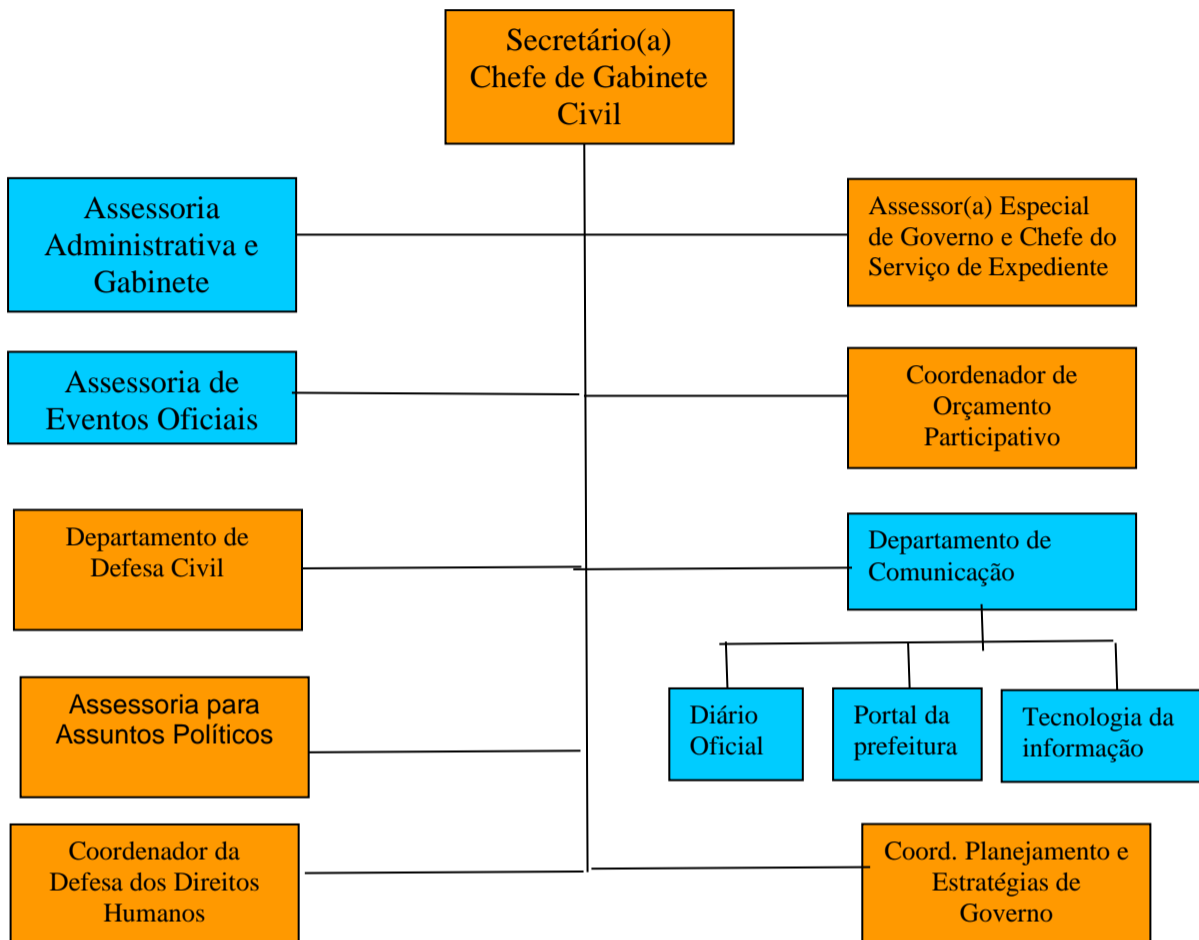 Secretário(a)
Chefe de Gabinete
Civil
Assessoria
Administrativa e
Gabinete
Assessor(a) Especial
de Governo e Chefe do
Serviço de Expediente
Assessoria de
Eventos Oficiais
Coordenador de
Orçamento
Participativo
Departamento de
Defesa Civil
Departamento de
Comunicação
Assessoria para
Assuntos Políticos
Diário
Oficial
Portal da
prefeitura
Tecnologia da
informação
Coordenador da
Defesa dos Direitos
Humanos
Coord. Planejamento e
Estratégias de
Governo